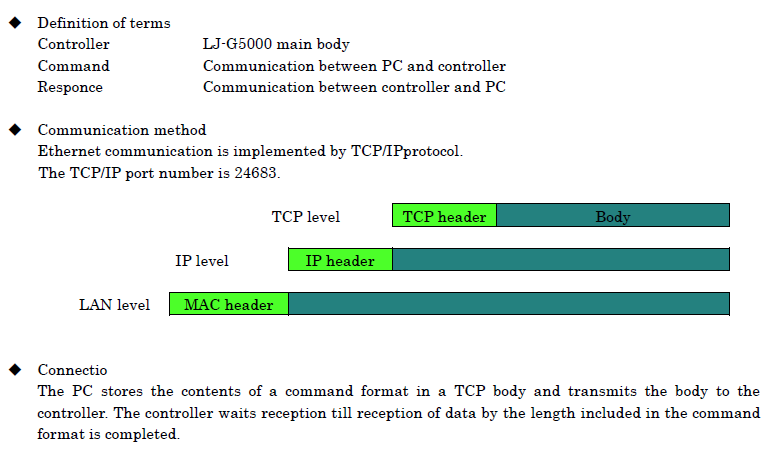 ◆ Definition of terms
Controller LJ-G5000 main body
Command Communication between PC and controller
Responce Communication between controller and PC
◆ Communication method
Ethernet communication is implemented by TCP/IPprotocol.
The TCP/IP port number is 24683.
TCP level TCP header Body
IP level IP header
LAN level MAC header
◆ Connectio
The PC stores the contents of a command format in a TCP body and transmits the body to the
controller. The controller waits reception till reception of data by the length included in the command
format is completed.